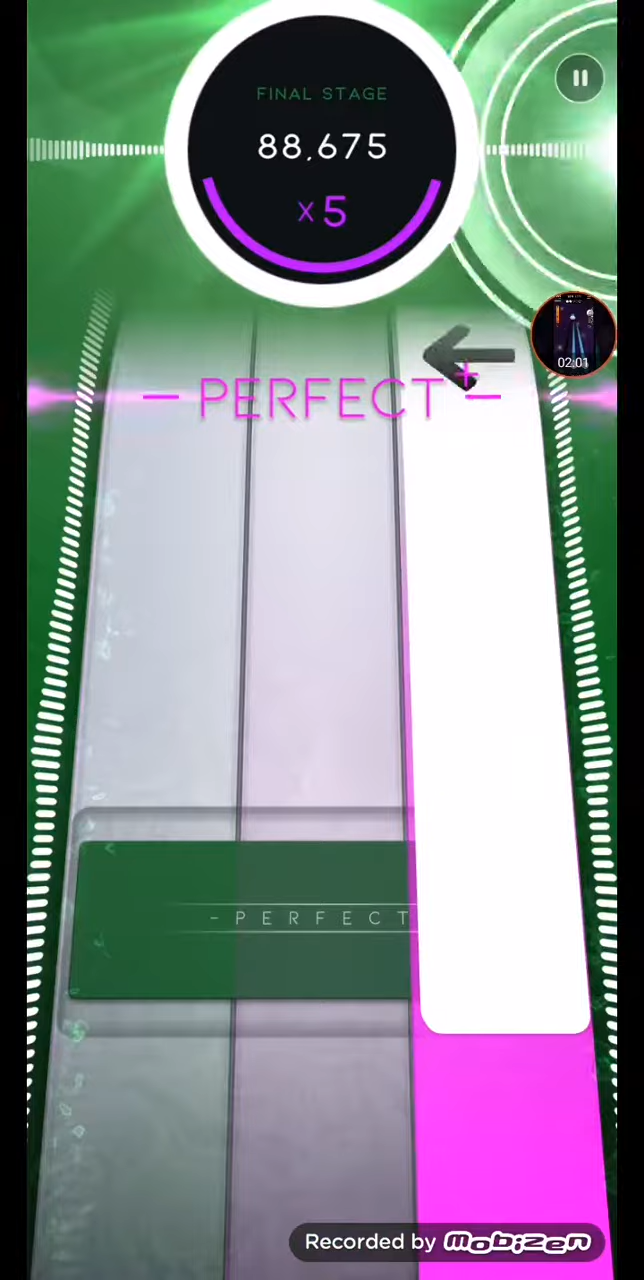 FINAL STAGE
88,675
x5
02:01
- PERFECT+ -
- PERFECT
Recorded by mobizen